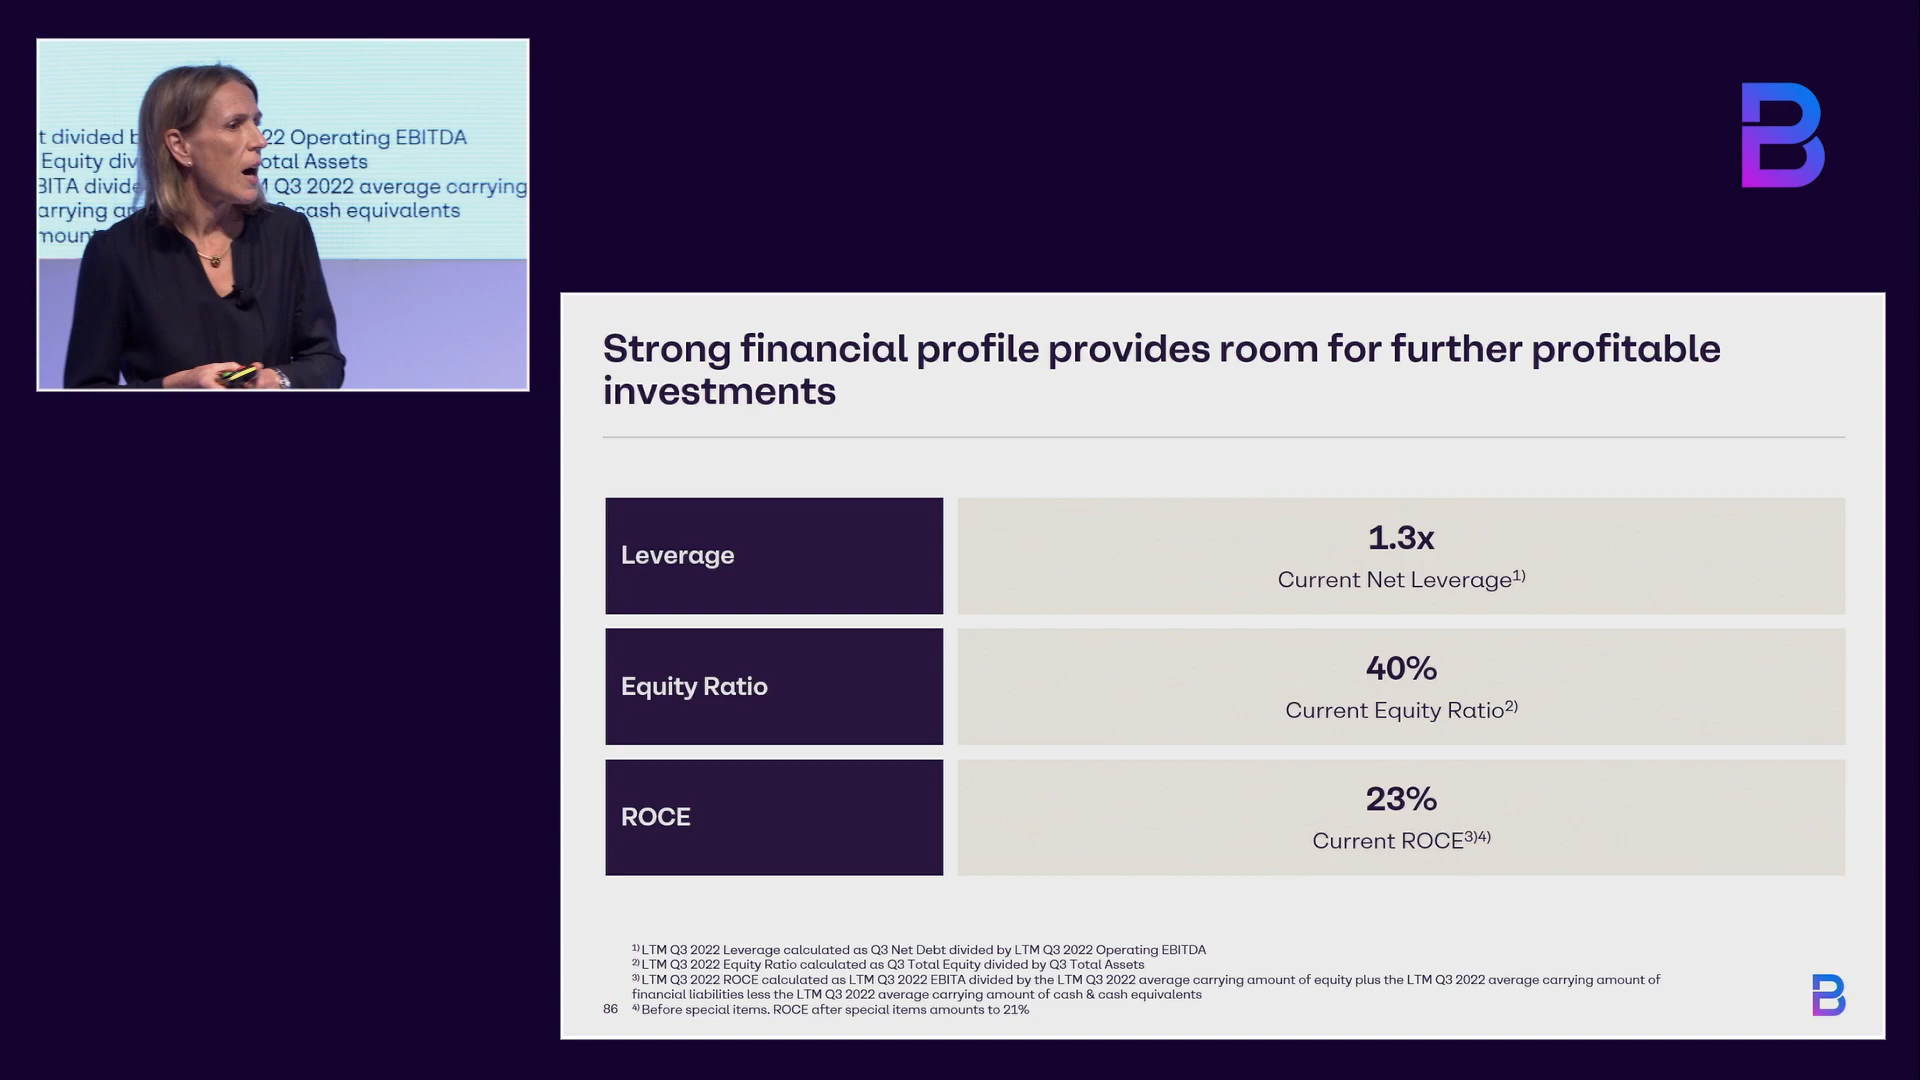 t divided b 22 Operating EBITDA
Equity div otal Assets
BITA divide Q3 2022 average carrying
arrying a cash equivalents
mount
B
Strong financial profile provides room for further profitable
investments
Leverage
1.3x
Current Net Leverage¹⁾
Equity Ratio
40%
Current Equity Ratio²⁾
ROCE
23%
Current ROCE³⁾⁴⁾
¹⁾ LTM Q3 2022 Leverage calculated as Q3 Net Debt divided by LTM Q3 2022 Operating EBITDA
²⁾ LTM Q3 2022 Equity Ratio calculated as Q3 Total Equity divided by Q3 Total Assets
³⁾ LTM Q3 2022 ROCE calculated as LTM Q3 2022 EBITA divided by the LTM Q3 2022 average carrying amount of equity plus the LTM Q3 2022 average carrying amount of
financial liabilities less the LTM Q3 2022 average carrying amount of cash & cash equivalents
86 ⁴⁾ Before special items. ROCE after special items amounts to 21%
B